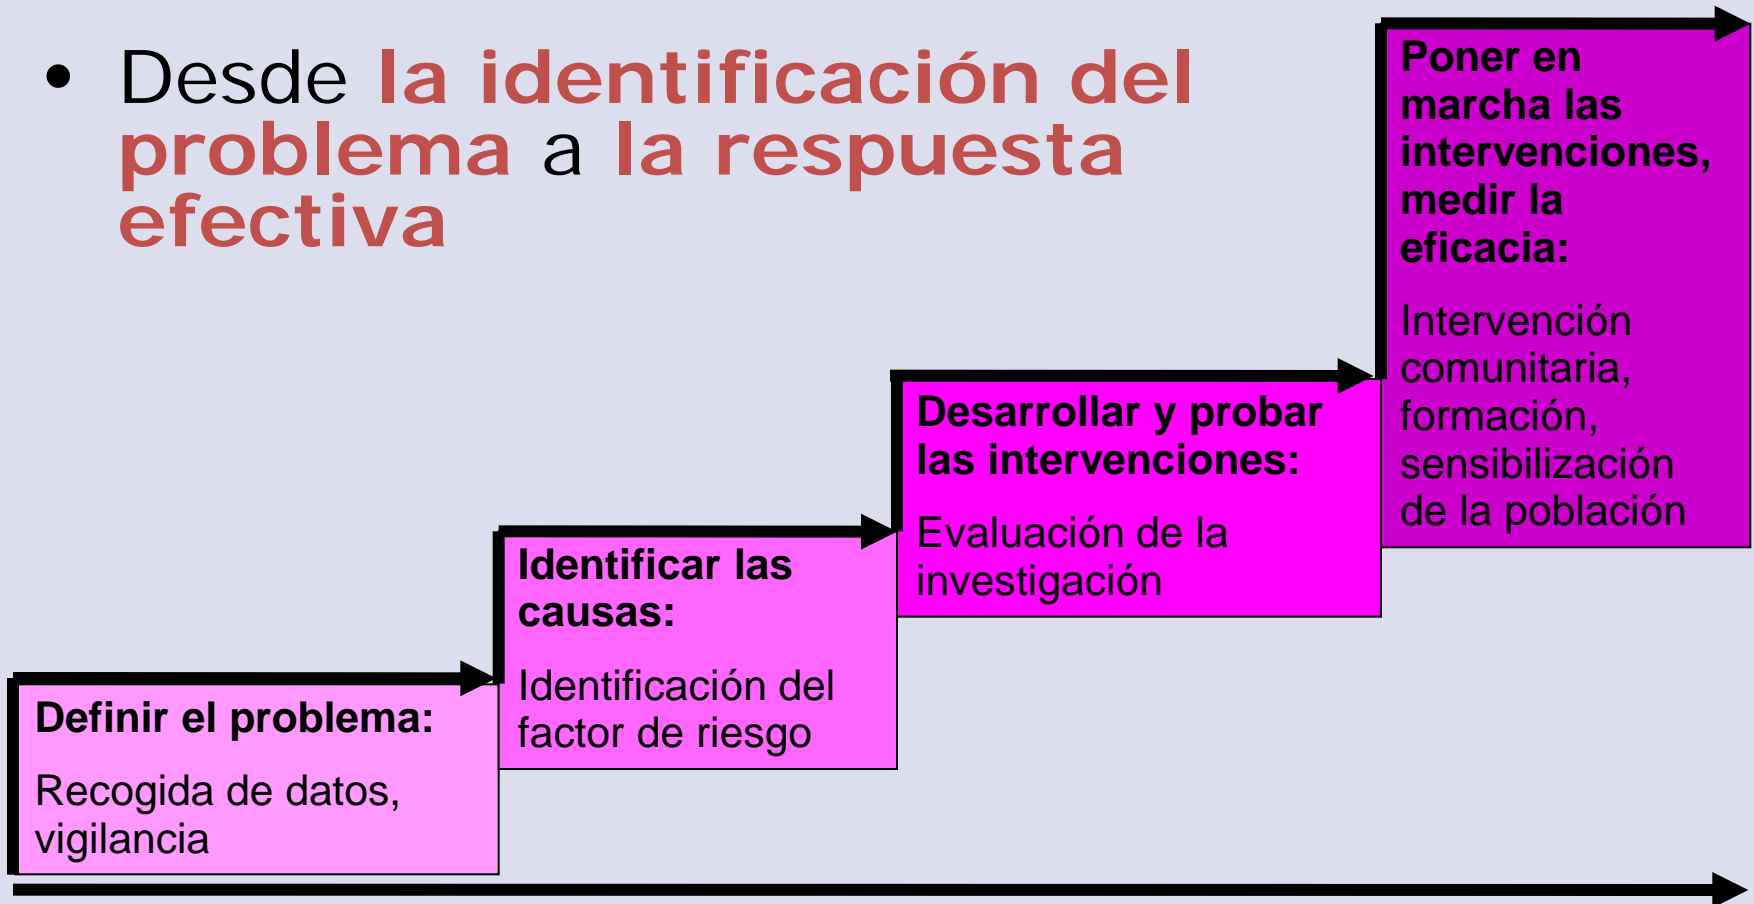 • Desde la identificación del
problema a la respuesta
efectiva
Definir el problema:
Recogida de datos,
vigilancia
Identificar las
causas:
Identificación del
factor de riesgo
Desarrollar y probar
las intervenciones:
Evaluación de la
investigación
Poner en
marcha las
intervenciones,
medir la
eficacia:
Intervención
comunitaria,
formación,
sensibilización
de la población